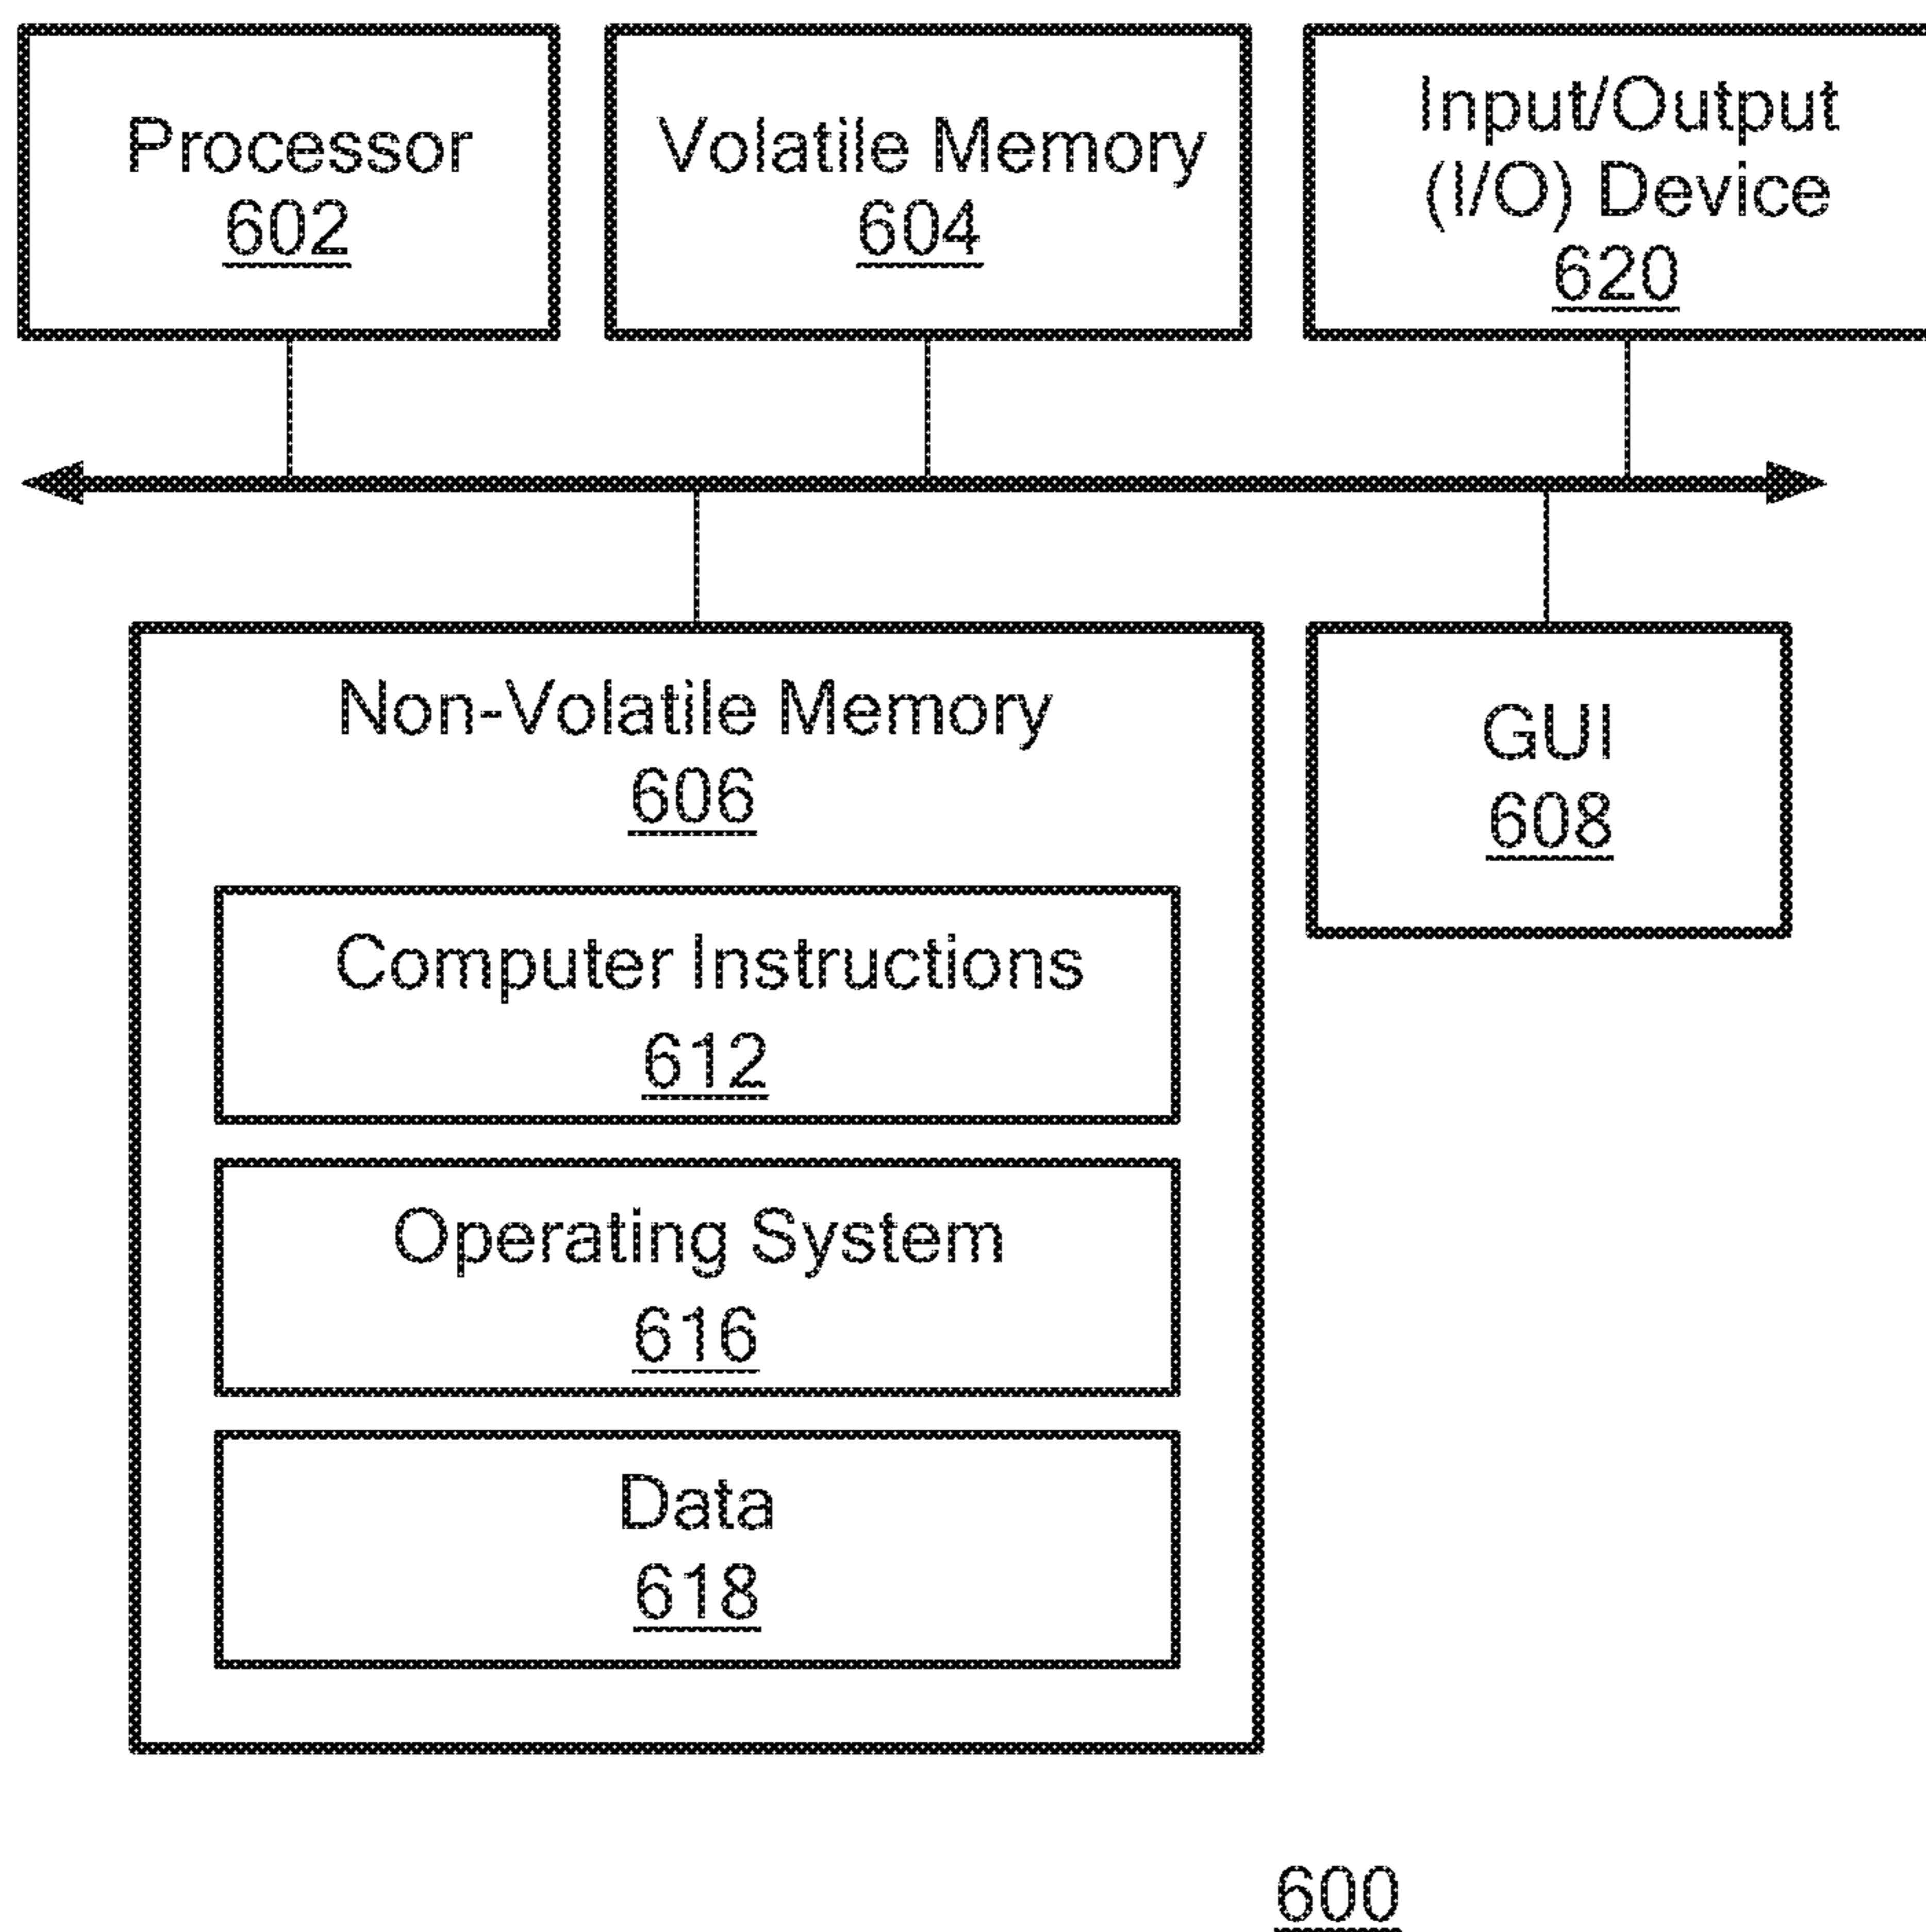 Processor
602
Volatile Memory
604
Input/Output
(I/O) Device
620
Non-Volatile Memory
606
GUI
608
Computer Instructions
612
Operating System
616
Data
618
600